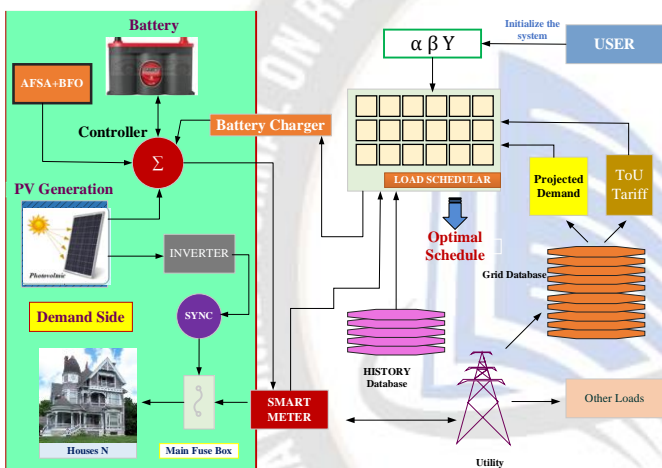 Battery
AFSA+BFO
Controller
Σ
Battery Charger
PV Generation
Photovoltaic
INVERTER
SYNC
Demand Side
Houses N
Main Fuse Box
SMART
METER
α β Υ
Initialize the
system
USER
LOAD SCHEDULAR
Optimal
Schedule
Projected
Demand
ToU
Tariff
Grid Database
HISTORY
Database
Utility
Other Loads